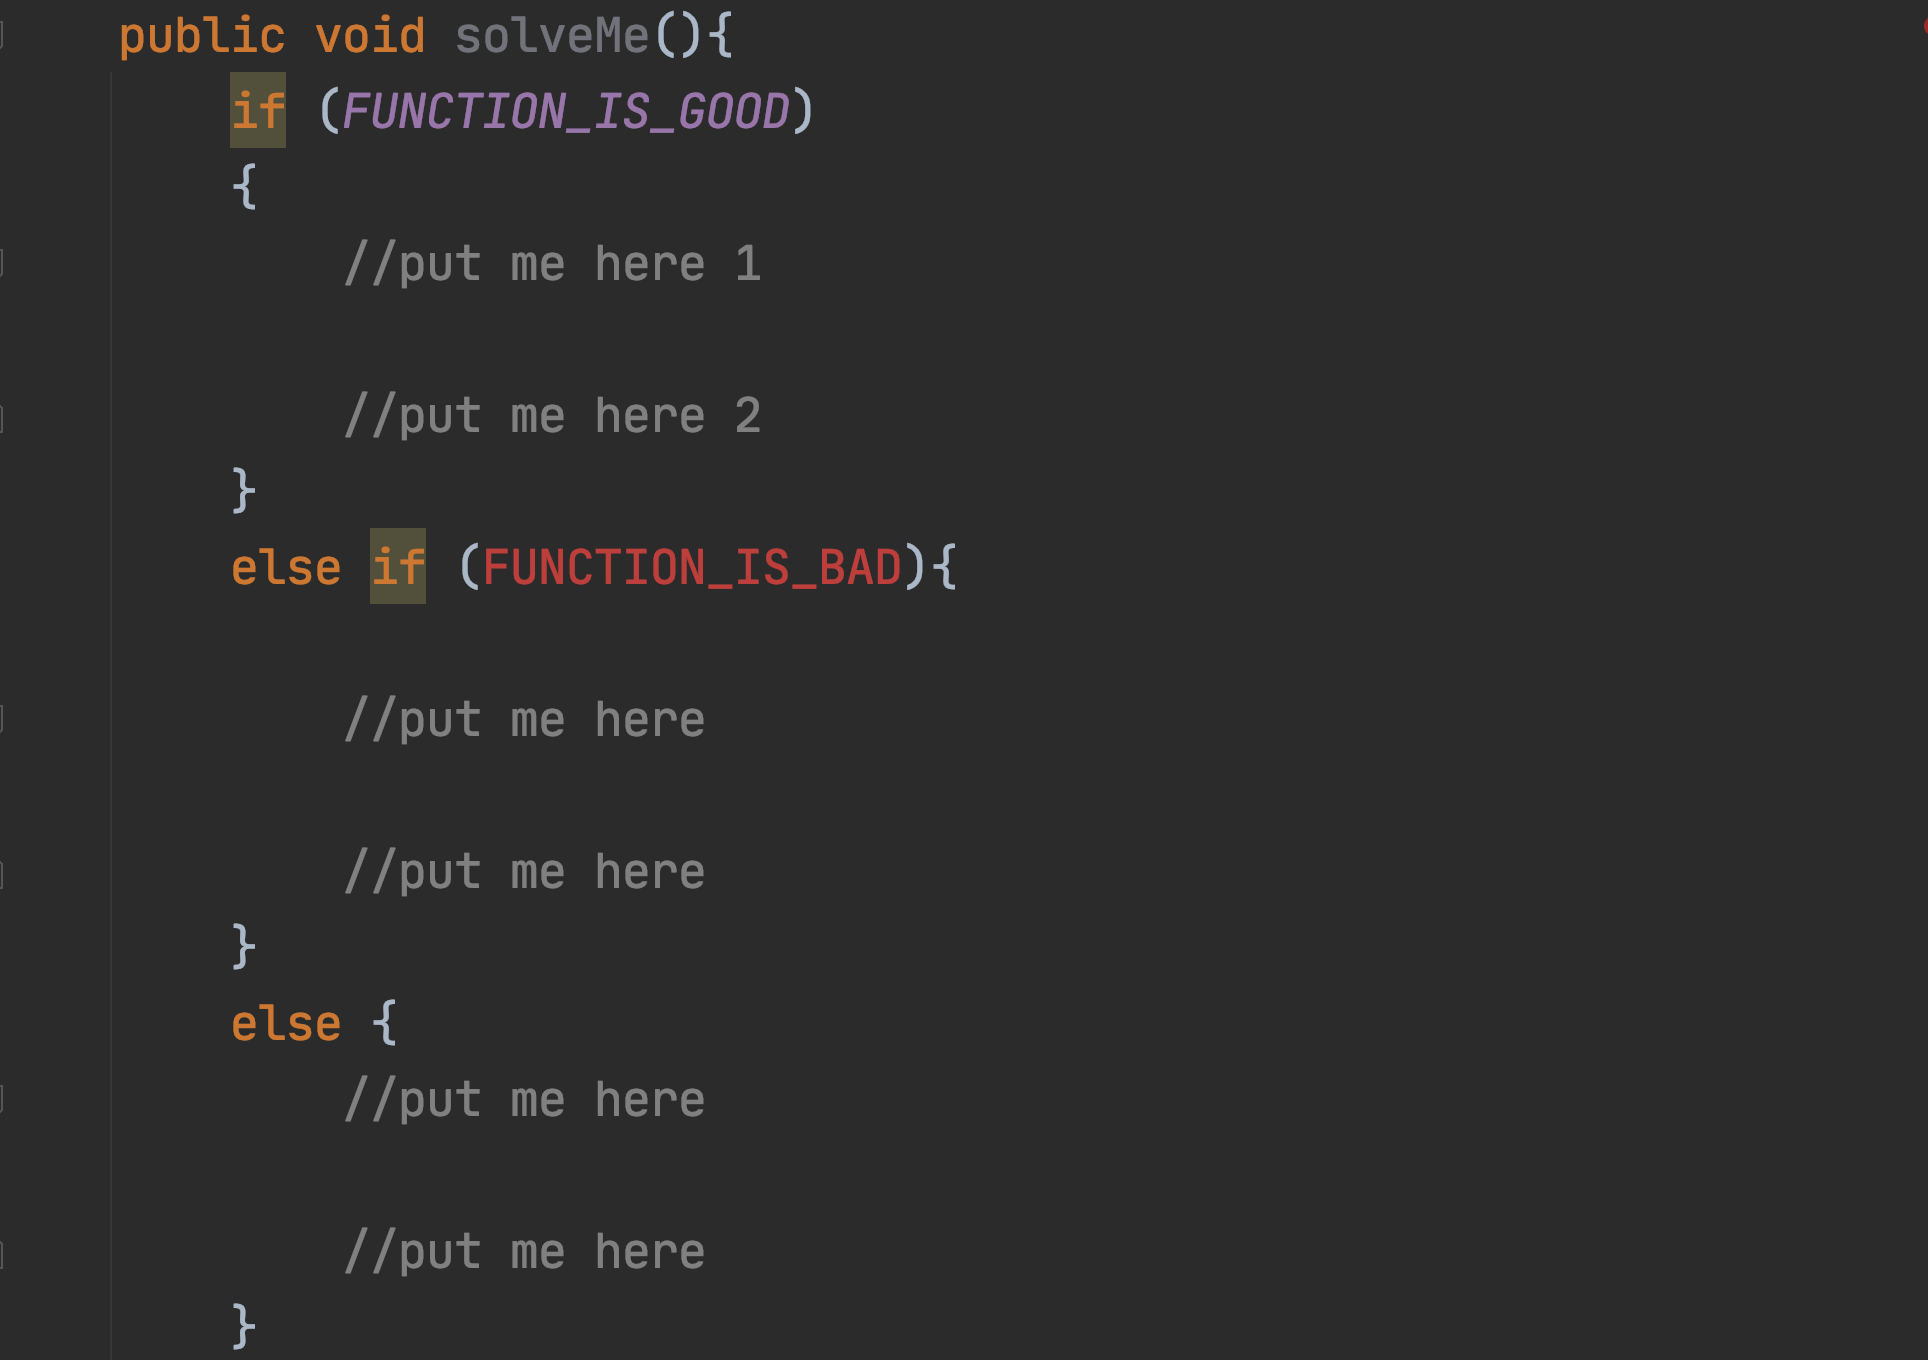 public void solveMe(){
if (FUNCTION_IS_GOOD)
{
//put me here 1
//put me here 2
}
else if (FUNCTION_IS_BAD){
//put me here
//put me here
}
else {
//put me here
//put me here
}